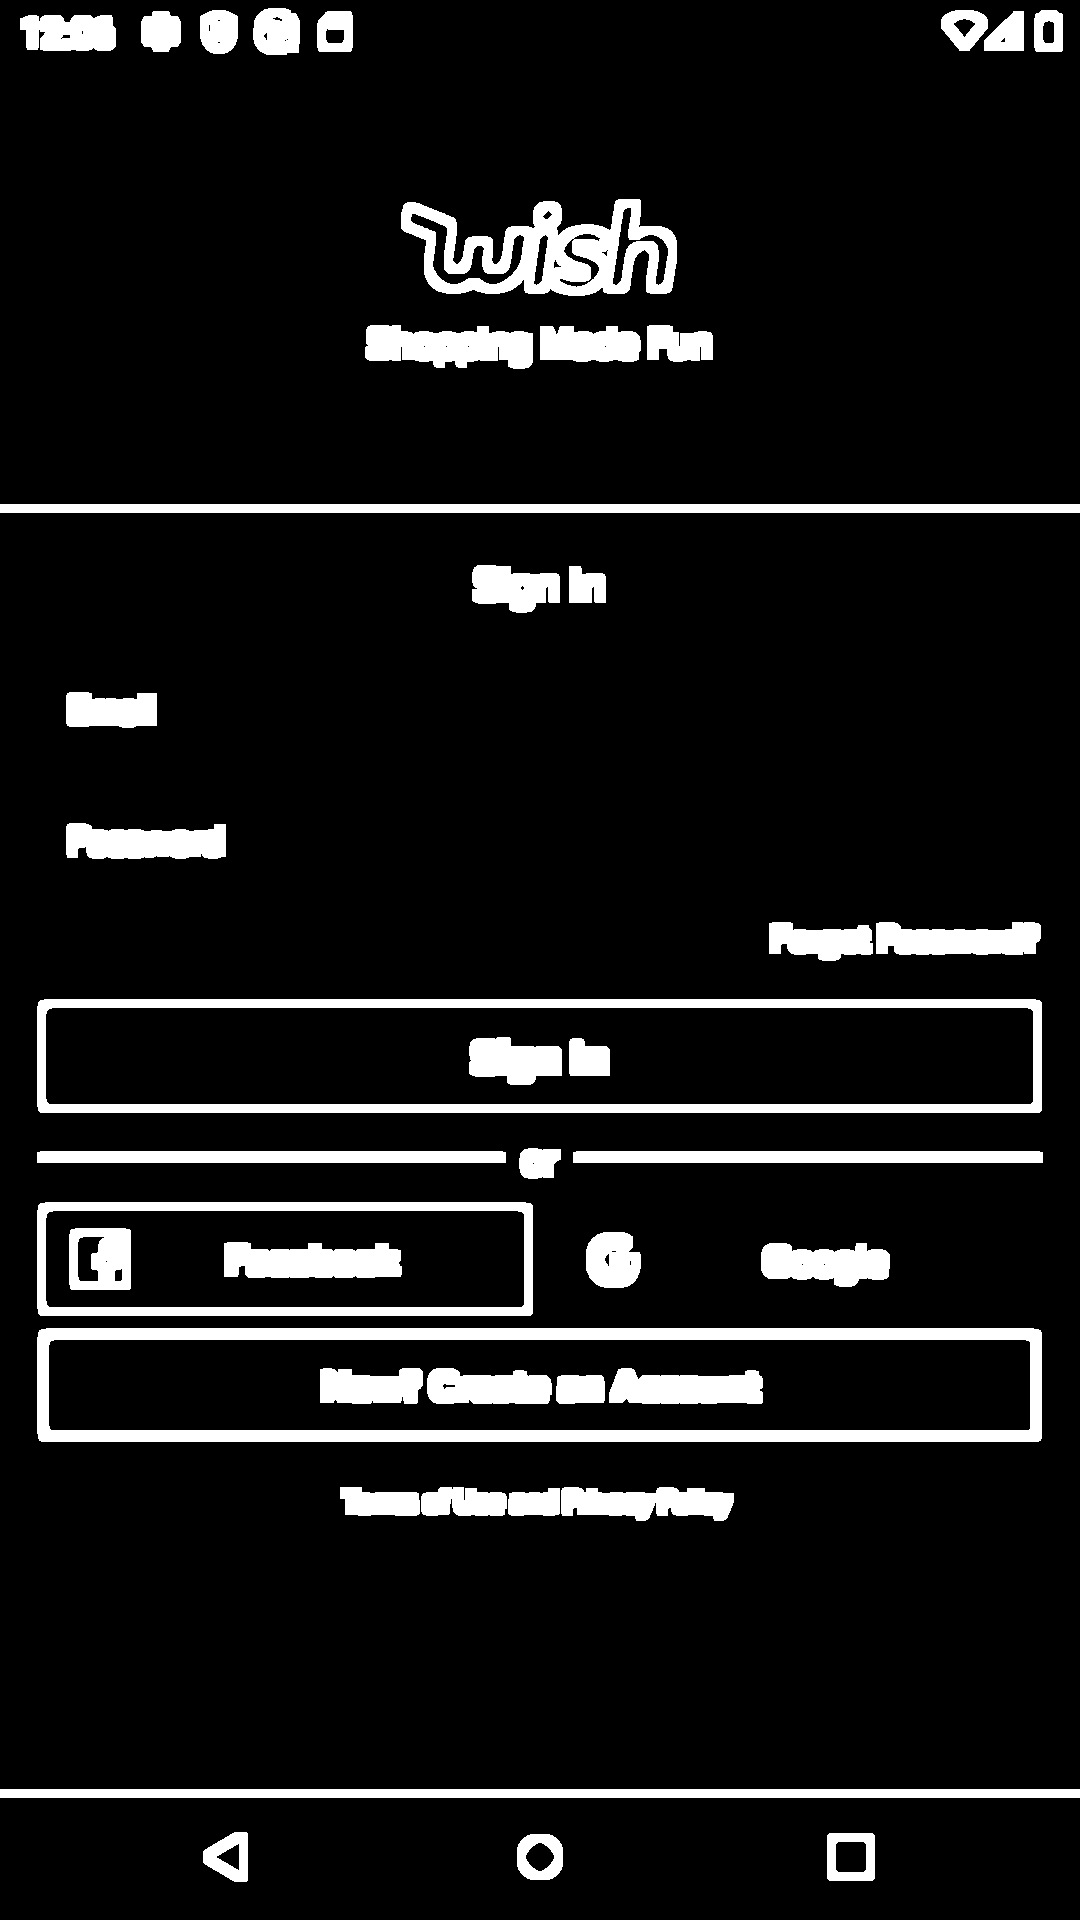 12:06
wish
Shopping Made Fun
Sign In
Email
Password
Forgot Password?
Sign In
or
Facebook
Google
New? Create an Account
Terms of Use and Privacy Policy